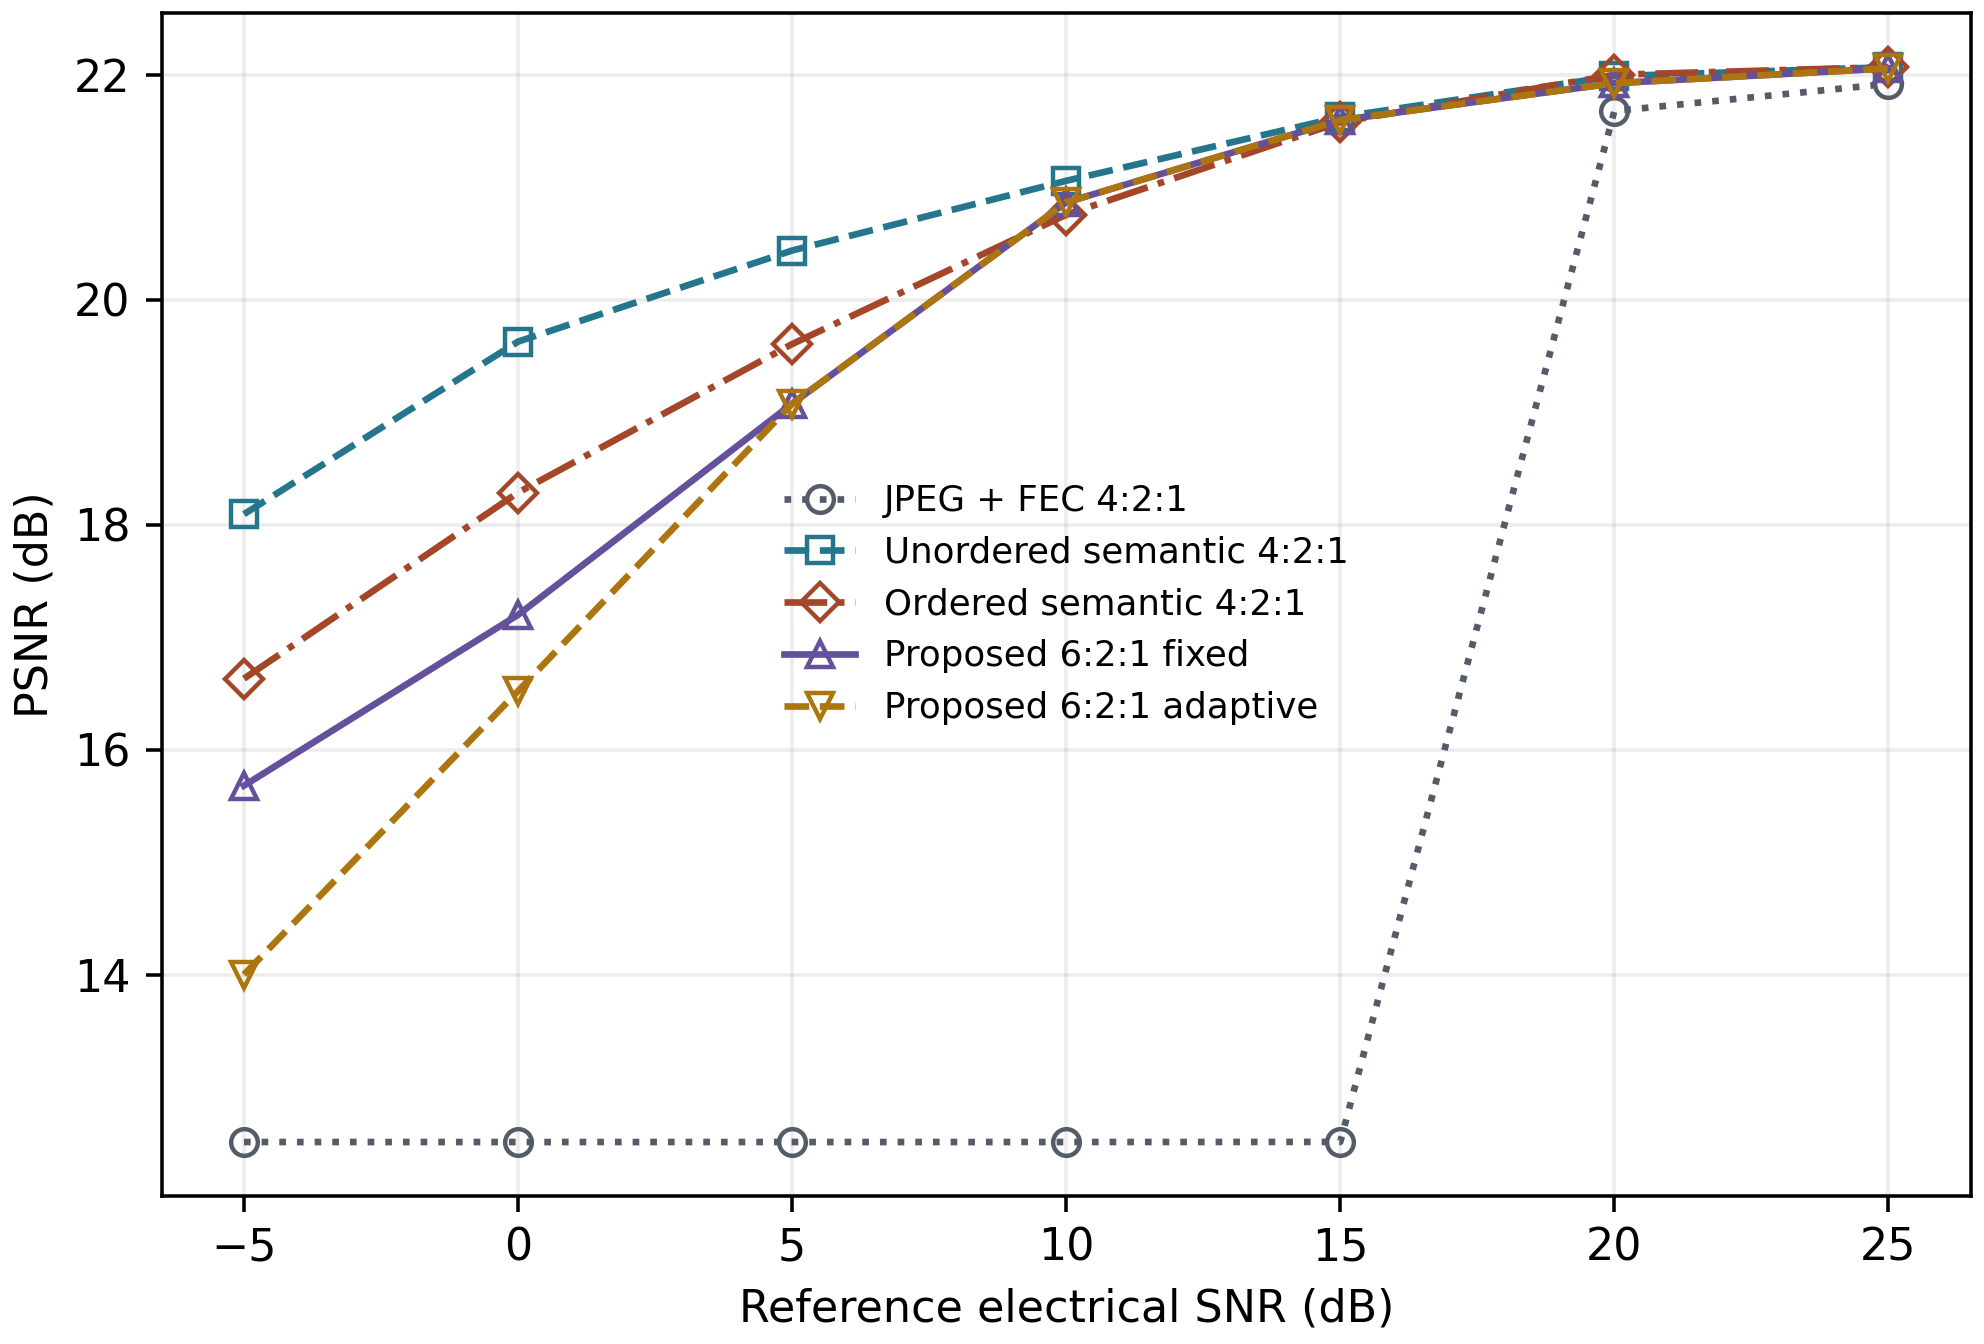 22
20
18
16
14
PSNR (dB)
JPEG + FEC 4:2:1
Unordered semantic 4:2:1
Ordered semantic 4:2:1
Proposed 6:2:1 fixed
Proposed 6:2:1 adaptive
−5 0 5 10 15 20 25
Reference electrical SNR (dB)